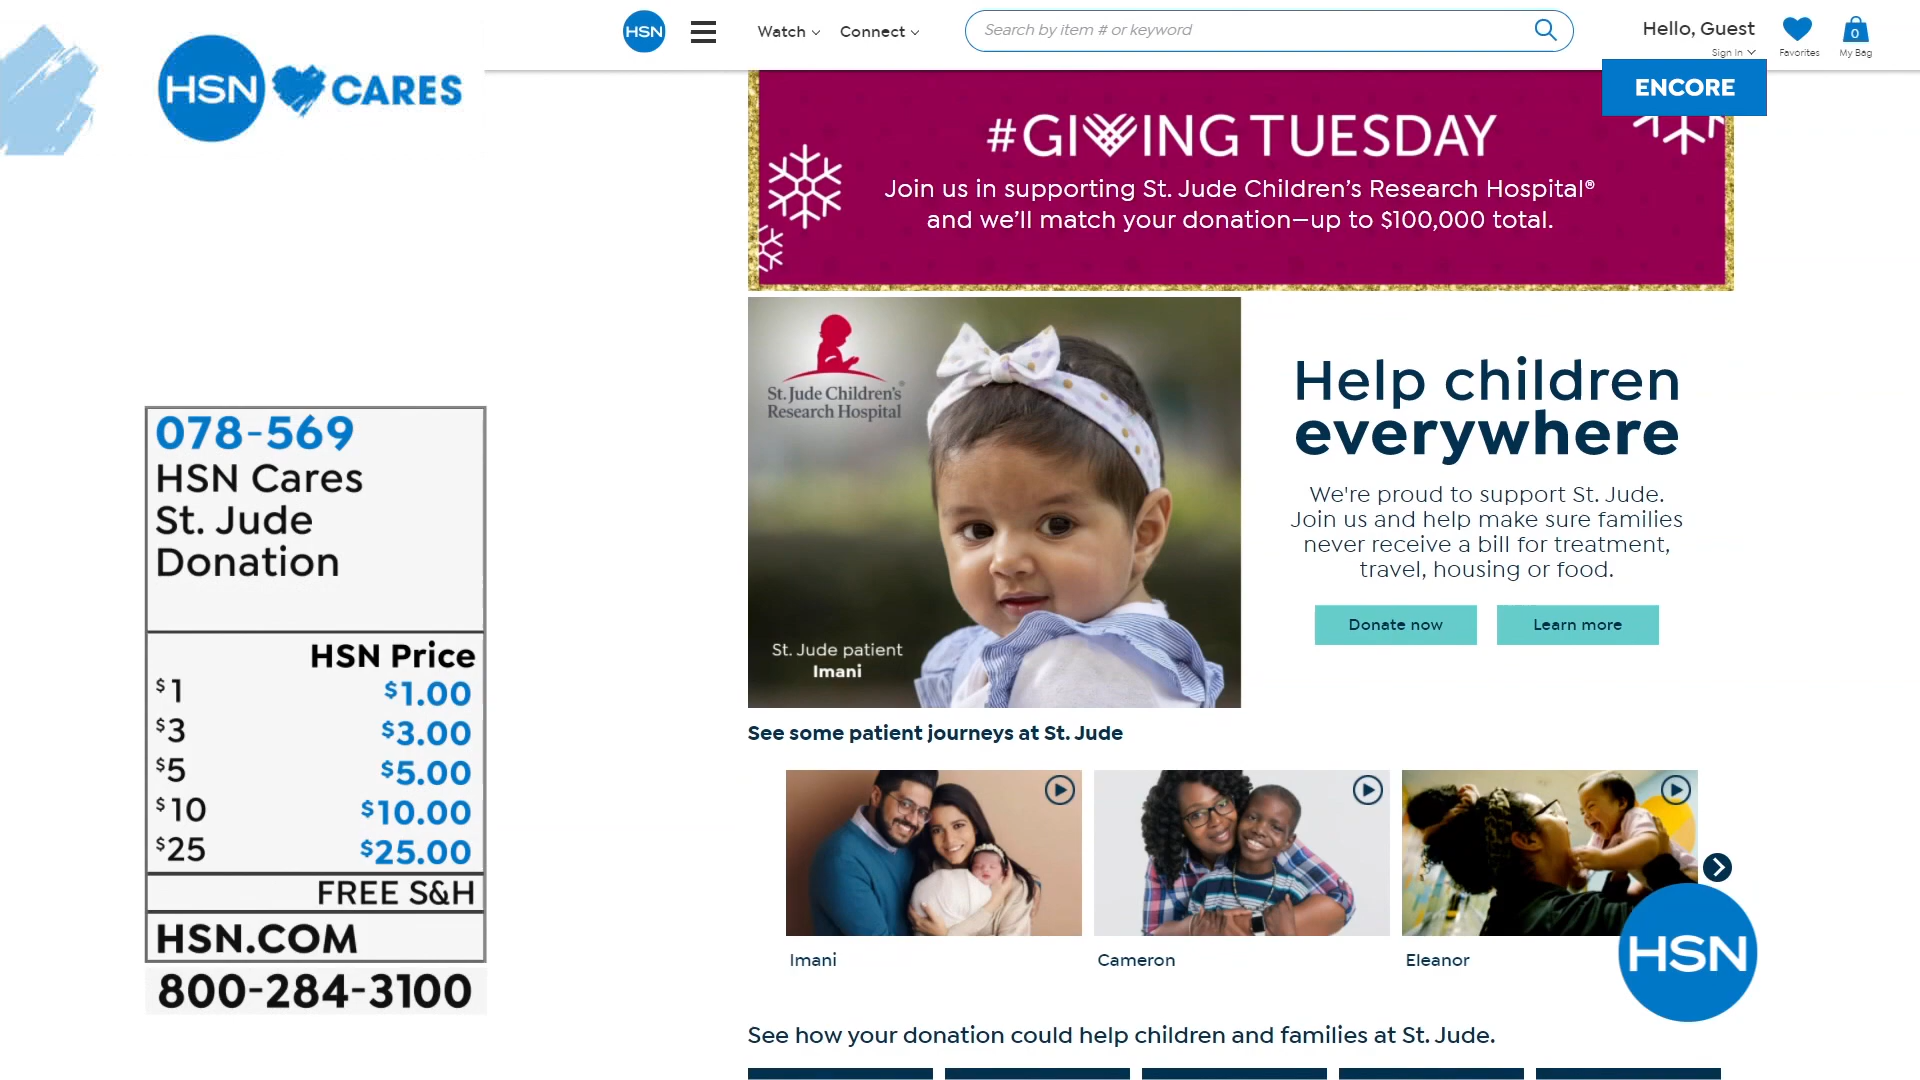 HSN CARES
078-569
HSN Cares
St. Jude
Donation
HSN Price
$1 $1.00
$3 $3.00
$5 $5.00
$10 $10.00
$25 $25.00
FREE S&H
HSN.COM
800-284-3100
HSN
Watch
Connect
Search by item # or keyword
Hello, Guest
Sign In
Favorites
0
My Bag
ENCORE
#GIVING TUESDAY
Join us in supporting St. Jude Children's Research Hospital®
and we'll match your donation—up to $100,000 total.
St. Jude Children's®
Research Hospital
St. Jude patient
Imani
Help children
everywhere
We're proud to support St. Jude.
Join us and help make sure families
never receive a bill for treatment,
travel, housing or food.
Donate now
Learn more
See some patient journeys at St. Jude
Imani
Cameron
Eleanor
HSN
See how your donation could help children and families at St. Jude.